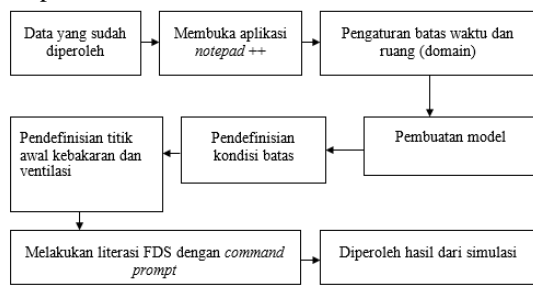 Data yang sudah
diperoleh
Membuka aplikasi
notepad ++
Pengaturan batas waktu dan
ruang (domain)
Pembuatan model
Pendefinisian
kondisi batas
Pendefinisian titik
awal kebakaran dan
ventilasi
Melakukan literasi FDS dengan command
prompt
Diperoleh hasil dari simulasi